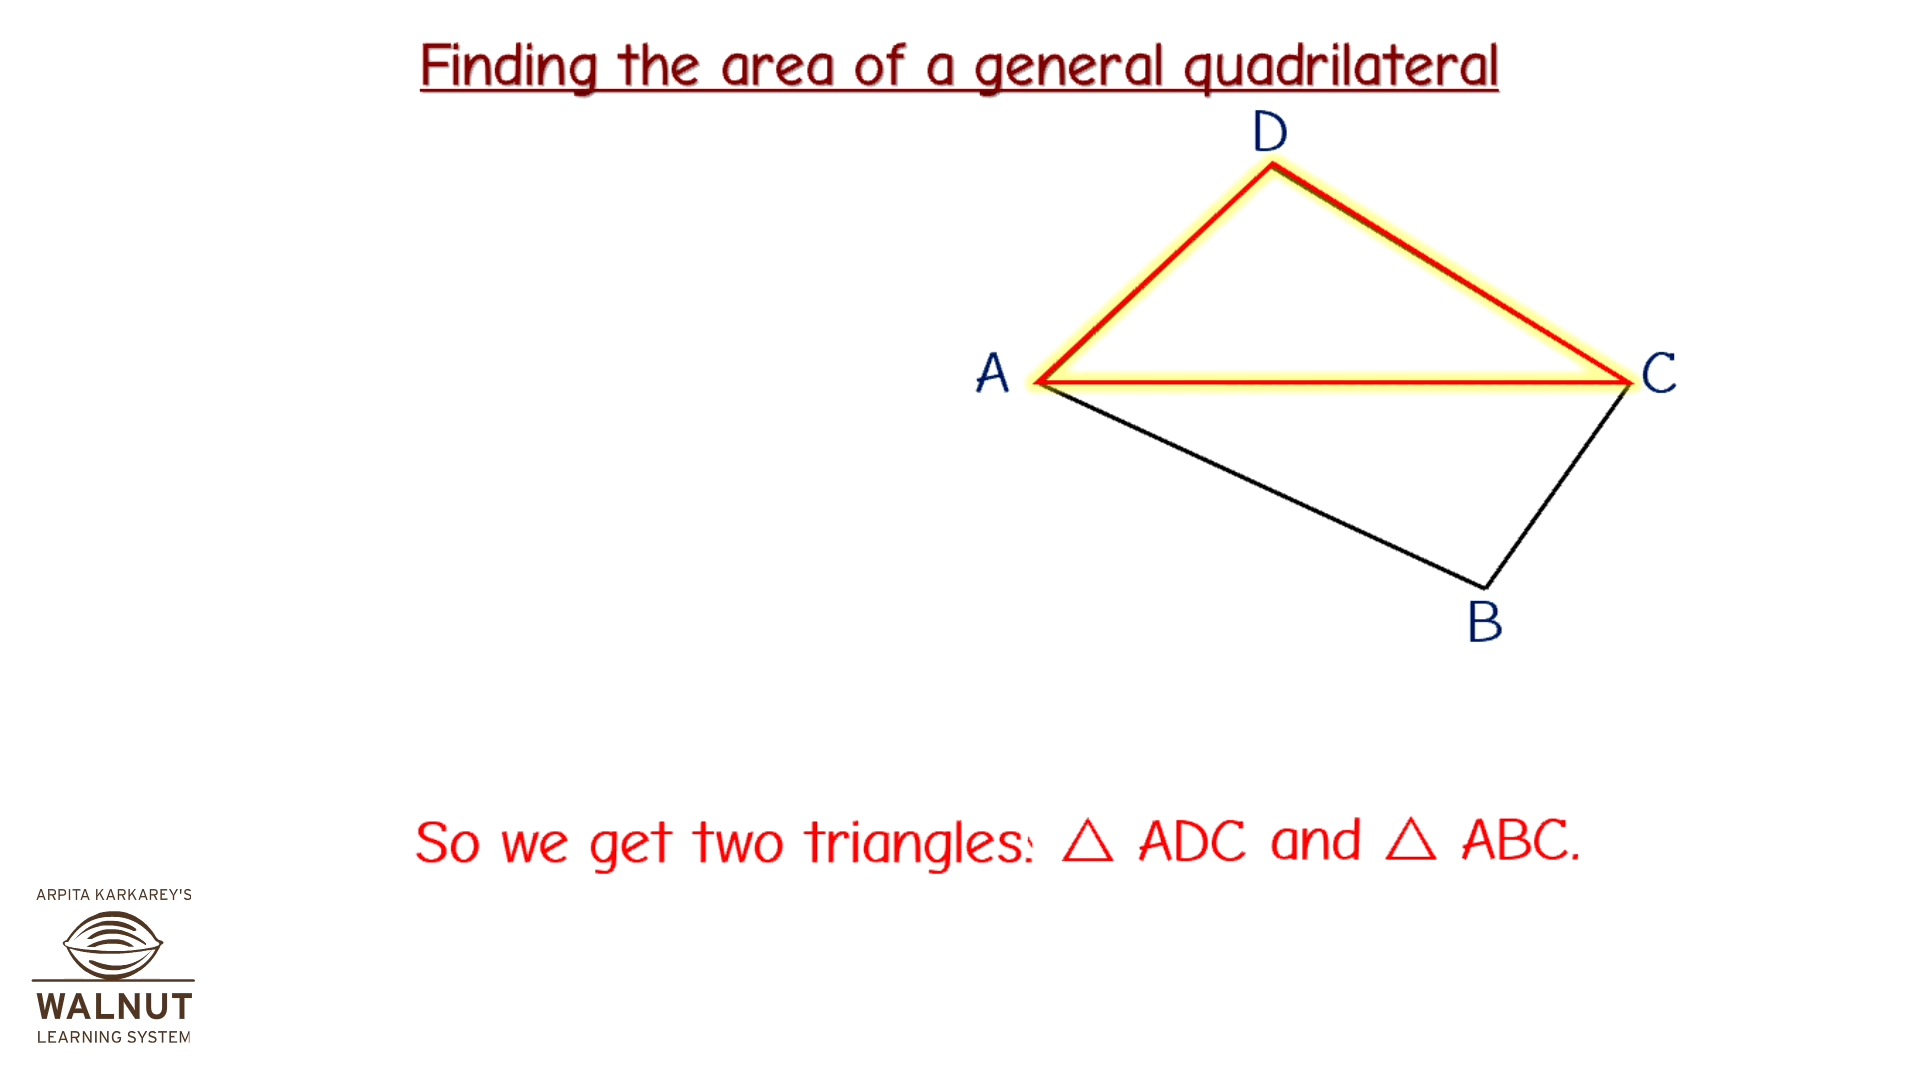 Finding the area of a general quadrilateral
D
A
C
B
So we get two triangles: △ ADC and △ ABC.
ARPITA KARKAREY'S
WALNUT
LEARNING SYSTEM